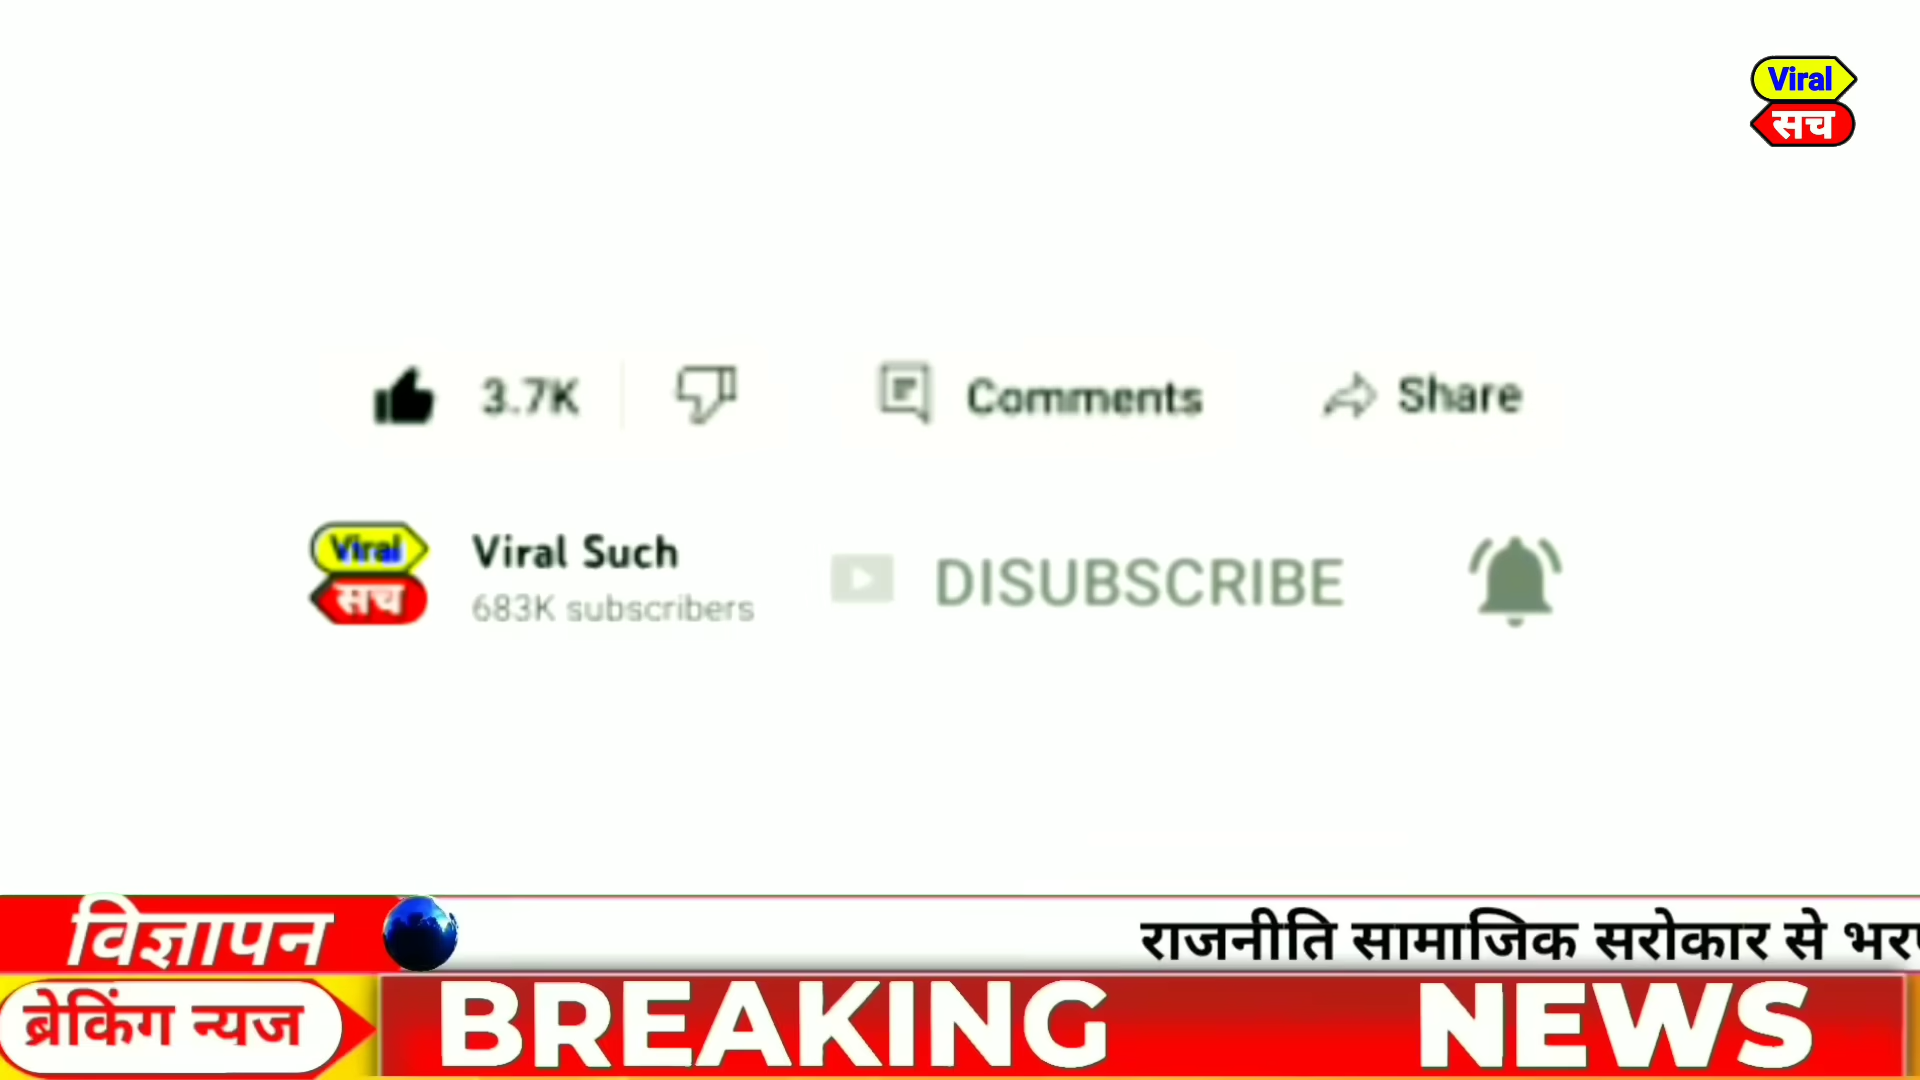 Viral
सच
3.7K
Comments
Share
Viral
सच
Viral Such
683K subscribers
DISUBSCRIBE
विज्ञापन
राजनीति सामाजिक सरोकार से
ब्रेकिंग न्यज
BREAKING NEWS